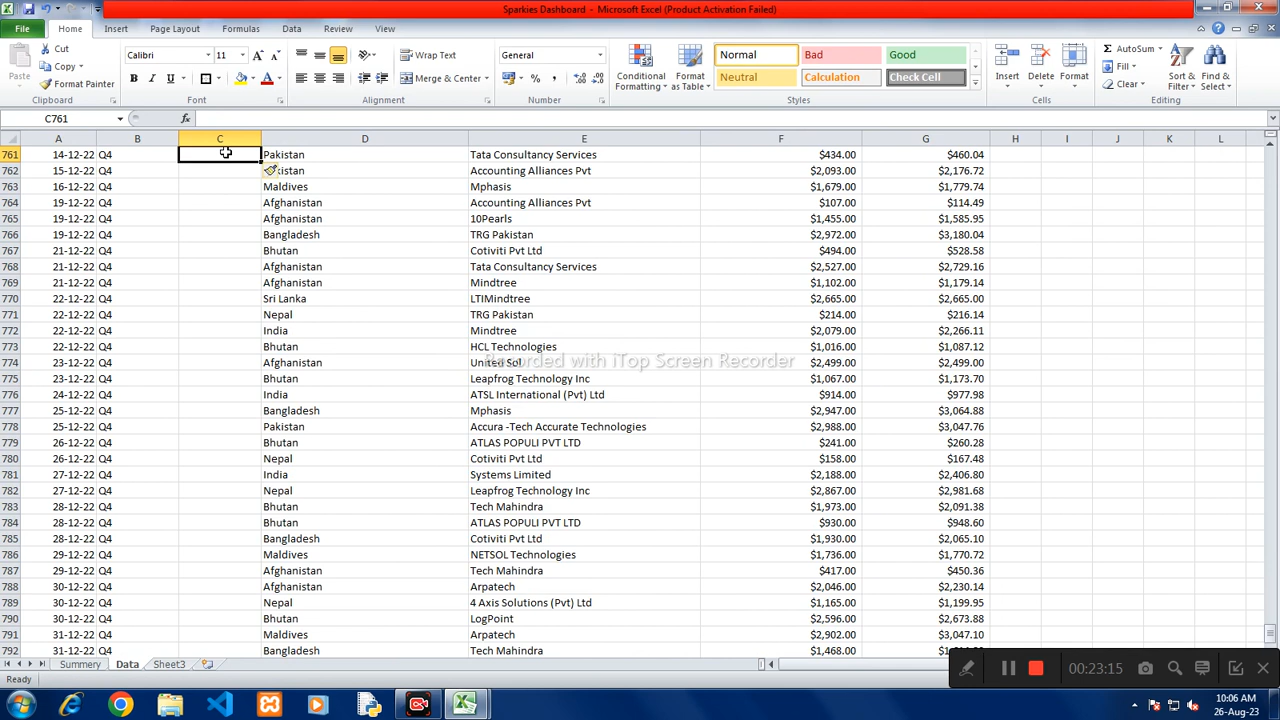 Sparkies Dashboard - Microsoft Excel (Product Activation Failed)
File Home Insert Page Layout Formulas Data Review View
Cut Calibri 11 Wrap Text General Normal Bad Good AutoSum
Copy Fill
Paste Format Painter Merge & Center Conditional Formatting Format as Table Neutral Calculation Check Cell Insert Delete Format Clear Sort & Filter Find & Select
Clipboard Font Alignment Number Styles Cells Editing
C761 fx
A B C D E F G H I J K L
761 14-12-22 Q4 Pakistan Tata Consultancy Services $434.00 $460.04
762 15-12-22 Q4 kistan Accounting Alliances Pvt $2,093.00 $2,176.72
763 16-12-22 Q4 Maldives Mphasis $1,679.00 $1,779.74
764 19-12-22 Q4 Afghanistan Accounting Alliances Pvt $107.00 $114.49
765 19-12-22 Q4 Afghanistan 10Pearls $1,455.00 $1,585.95
766 19-12-22 Q4 Bangladesh TRG Pakistan $2,972.00 $3,180.04
767 21-12-22 Q4 Bhutan Cotiviti Pvt Ltd $494.00 $528.58
768 21-12-22 Q4 Afghanistan Tata Consultancy Services $2,527.00 $2,729.16
769 21-12-22 Q4 Afghanistan Mindtree $1,102.00 $1,179.14
770 22-12-22 Q4 Sri Lanka LTIMindtree $2,665.00 $2,665.00
771 22-12-22 Q4 Nepal TRG Pakistan $214.00 $216.14
772 22-12-22 Q4 India Mindtree $2,079.00 $2,266.11
773 22-12-22 Q4 Bhutan HCL Technologies $1,016.00 $1,087.12
Recorded with iTop Screen Recorder
774 23-12-22 Q4 Afghanistan United Sol $2,499.00 $2,499.00
775 23-12-22 Q4 Bhutan Leapfrog Technology Inc $1,067.00 $1,173.70
776 24-12-22 Q4 India ATSL International (Pvt) Ltd $914.00 $977.98
777 25-12-22 Q4 Bangladesh Mphasis $2,947.00 $3,064.88
778 25-12-22 Q4 Pakistan Accura -Tech Accurate Technologies $2,988.00 $3,047.76
779 26-12-22 Q4 Bhutan ATLAS POPULI PVT LTD $241.00 $260.28
780 26-12-22 Q4 Nepal Cotiviti Pvt Ltd $158.00 $167.48
781 27-12-22 Q4 India Systems Limited $2,188.00 $2,406.80
782 27-12-22 Q4 Nepal Leapfrog Technology Inc $2,867.00 $2,981.68
783 28-12-22 Q4 Bhutan Tech Mahindra $1,973.00 $2,091.38
784 28-12-22 Q4 Bhutan ATLAS POPULI PVT LTD $930.00 $948.60
785 28-12-22 Q4 Bangladesh Cotiviti Pvt Ltd $1,930.00 $2,065.10
786 29-12-22 Q4 Maldives NETSOL Technologies $1,736.00 $1,770.72
787 29-12-22 Q4 Afghanistan Tech Mahindra $417.00 $450.36
788 30-12-22 Q4 Afghanistan Arpatech $2,046.00 $2,230.14
789 30-12-22 Q4 Nepal 4 Axis Solutions (Pvt) Ltd $1,165.00 $1,199.95
790 30-12-22 Q4 Bhutan LogPoint $2,596.00 $2,673.88
791 31-12-22 Q4 Maldives Arpatech $2,902.00 $3,047.10
792 31-12-22 Q4 Bangladesh Tech Mahindra $1,468.00
Summery Data Sheet3
00:23:15
Ready
10:06 AM
26-Aug-23